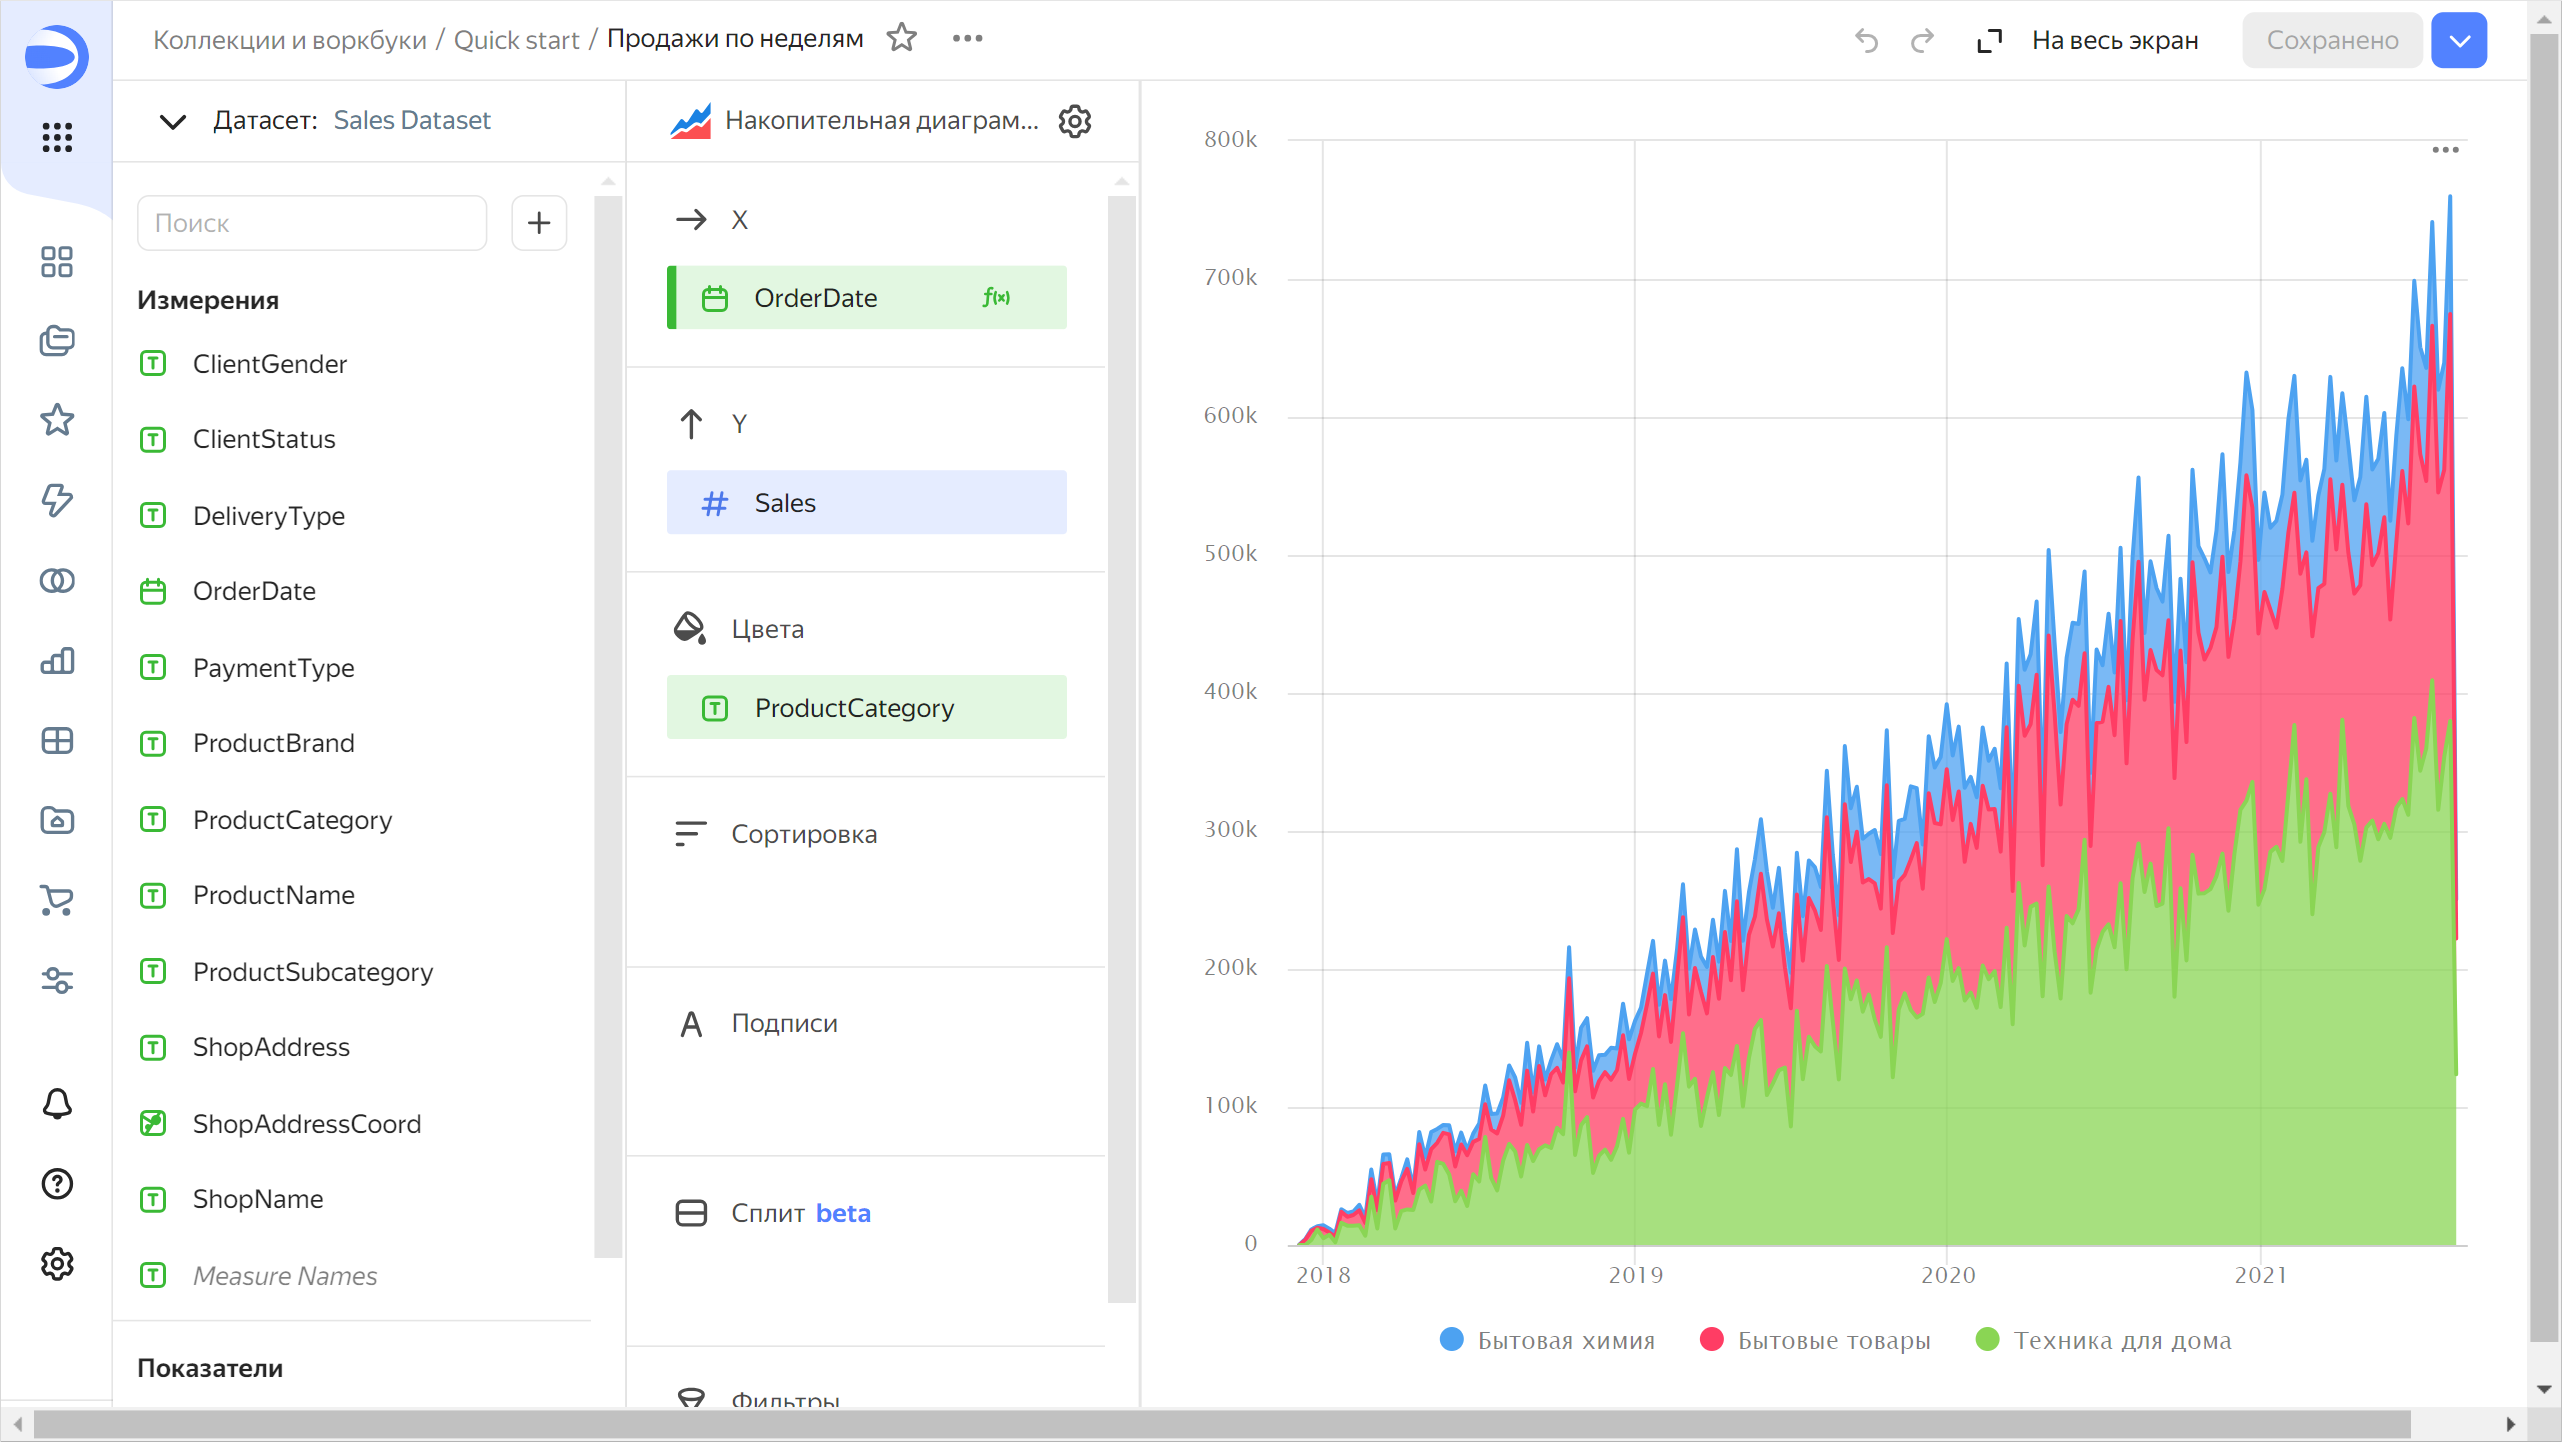 Коллекции и воркбуки / Quick start / Продажи по неделям
На весь экран
Сохранено
Датасет: Sales Dataset
Поиск
Измерения
ClientGender
ClientStatus
DeliveryType
OrderDate
PaymentType
ProductBrand
ProductCategory
ProductName
ProductSubcategory
ShopAddress
ShopAddressCoord
ShopName
Measure Names
Показатели
Накопительная диаграм...
X
OrderDate f(x)
Y
Sales
Цвета
ProductCategory
Сортировка
Подписи
Сплит beta
Фильтры
800k
700k
600k
500k
400k
300k
200k
100k
0
2018 2019 2020 2021
Бытовая химия Бытовые товары Техника для дома